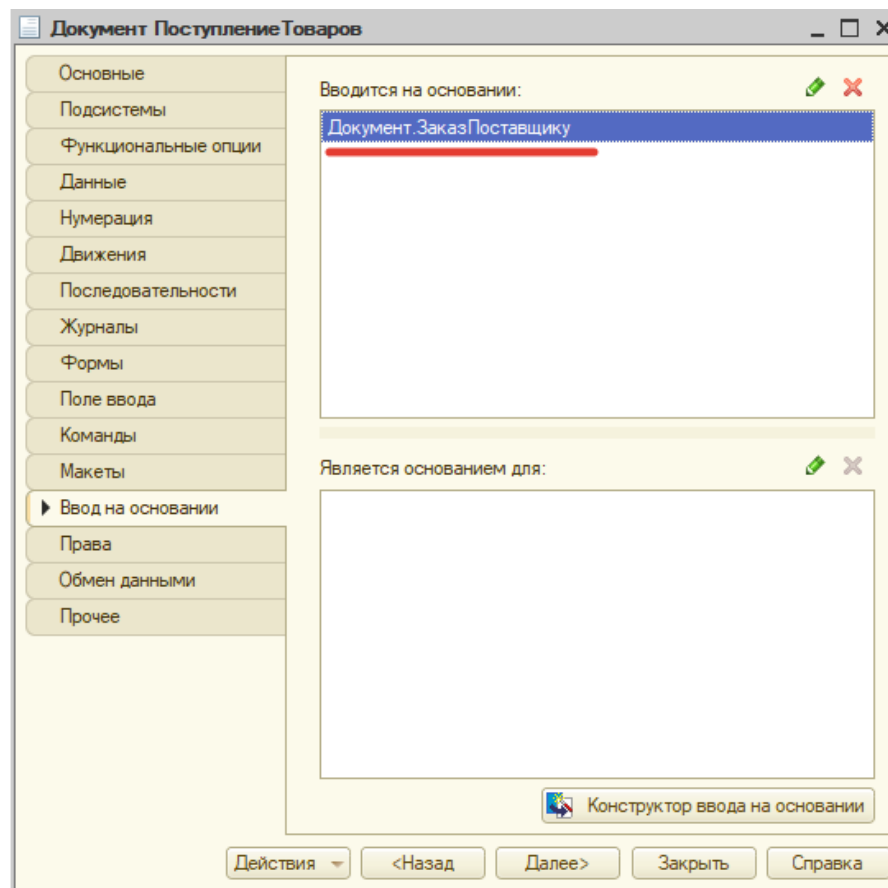 Документ ПоступлениеТоваров
Основные
Подсистемы
Функциональные опции
Данные
Нумерация
Движения
Последовательности
Журналы
Формы
Поле ввода
Команды
Макеты
Ввод на основании
Права
Обмен данными
Прочее
Вводится на основании:
Документ.ЗаказПоставщику
Является основанием для:
Конструктор ввода на основании
Действия
<Назад
Далее>
Закрыть
Справка